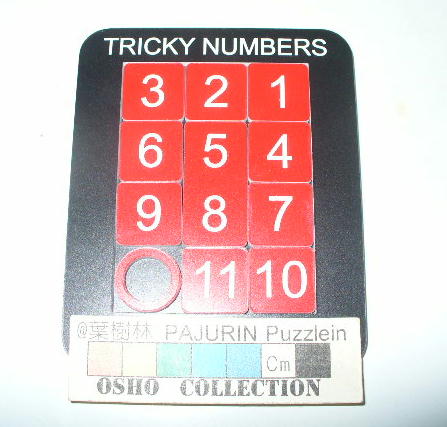 TRICKY NUMBERS
3 2 1
6 5 4
9 8 7
11 10
@葉樹林 PAJURIN Puzzlein
Cm
OSHO COLLECTION